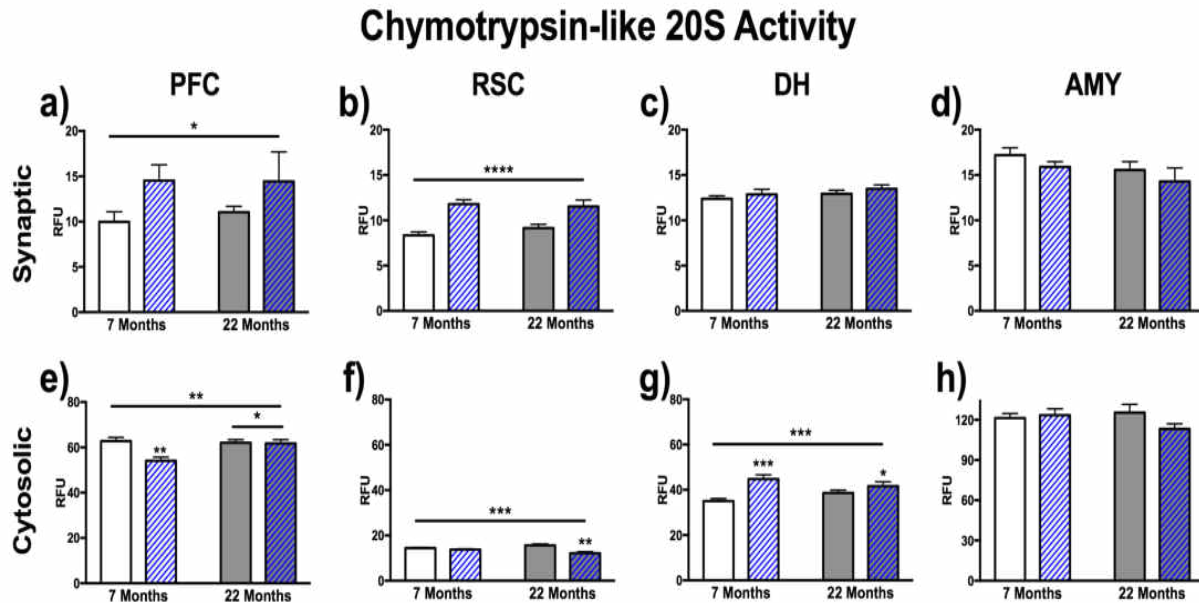 Chymotrypsin-like 20S Activity
PFC
RSC
DH
AMY
Synaptic
a)
*
20
15
10
5
0
RFU
7 Months
22 Months
b)
****
20
15
10
5
0
RFU
7 Months
22 Months
c)
20
15
10
5
0
RFU
7 Months
22 Months
d)
20
15
10
5
0
RFU
7 Months
22 Months
Cytosolic
e)
**
*
**
80
60
40
20
0
RFU
7 Months
22 Months
f)
***
**
80
60
40
20
0
RFU
7 Months
22 Months
g)
***
***
*
80
60
40
20
0
RFU
7 Months
22 Months
h)
120
90
60
30
0
RFU
7 Months
22 Months